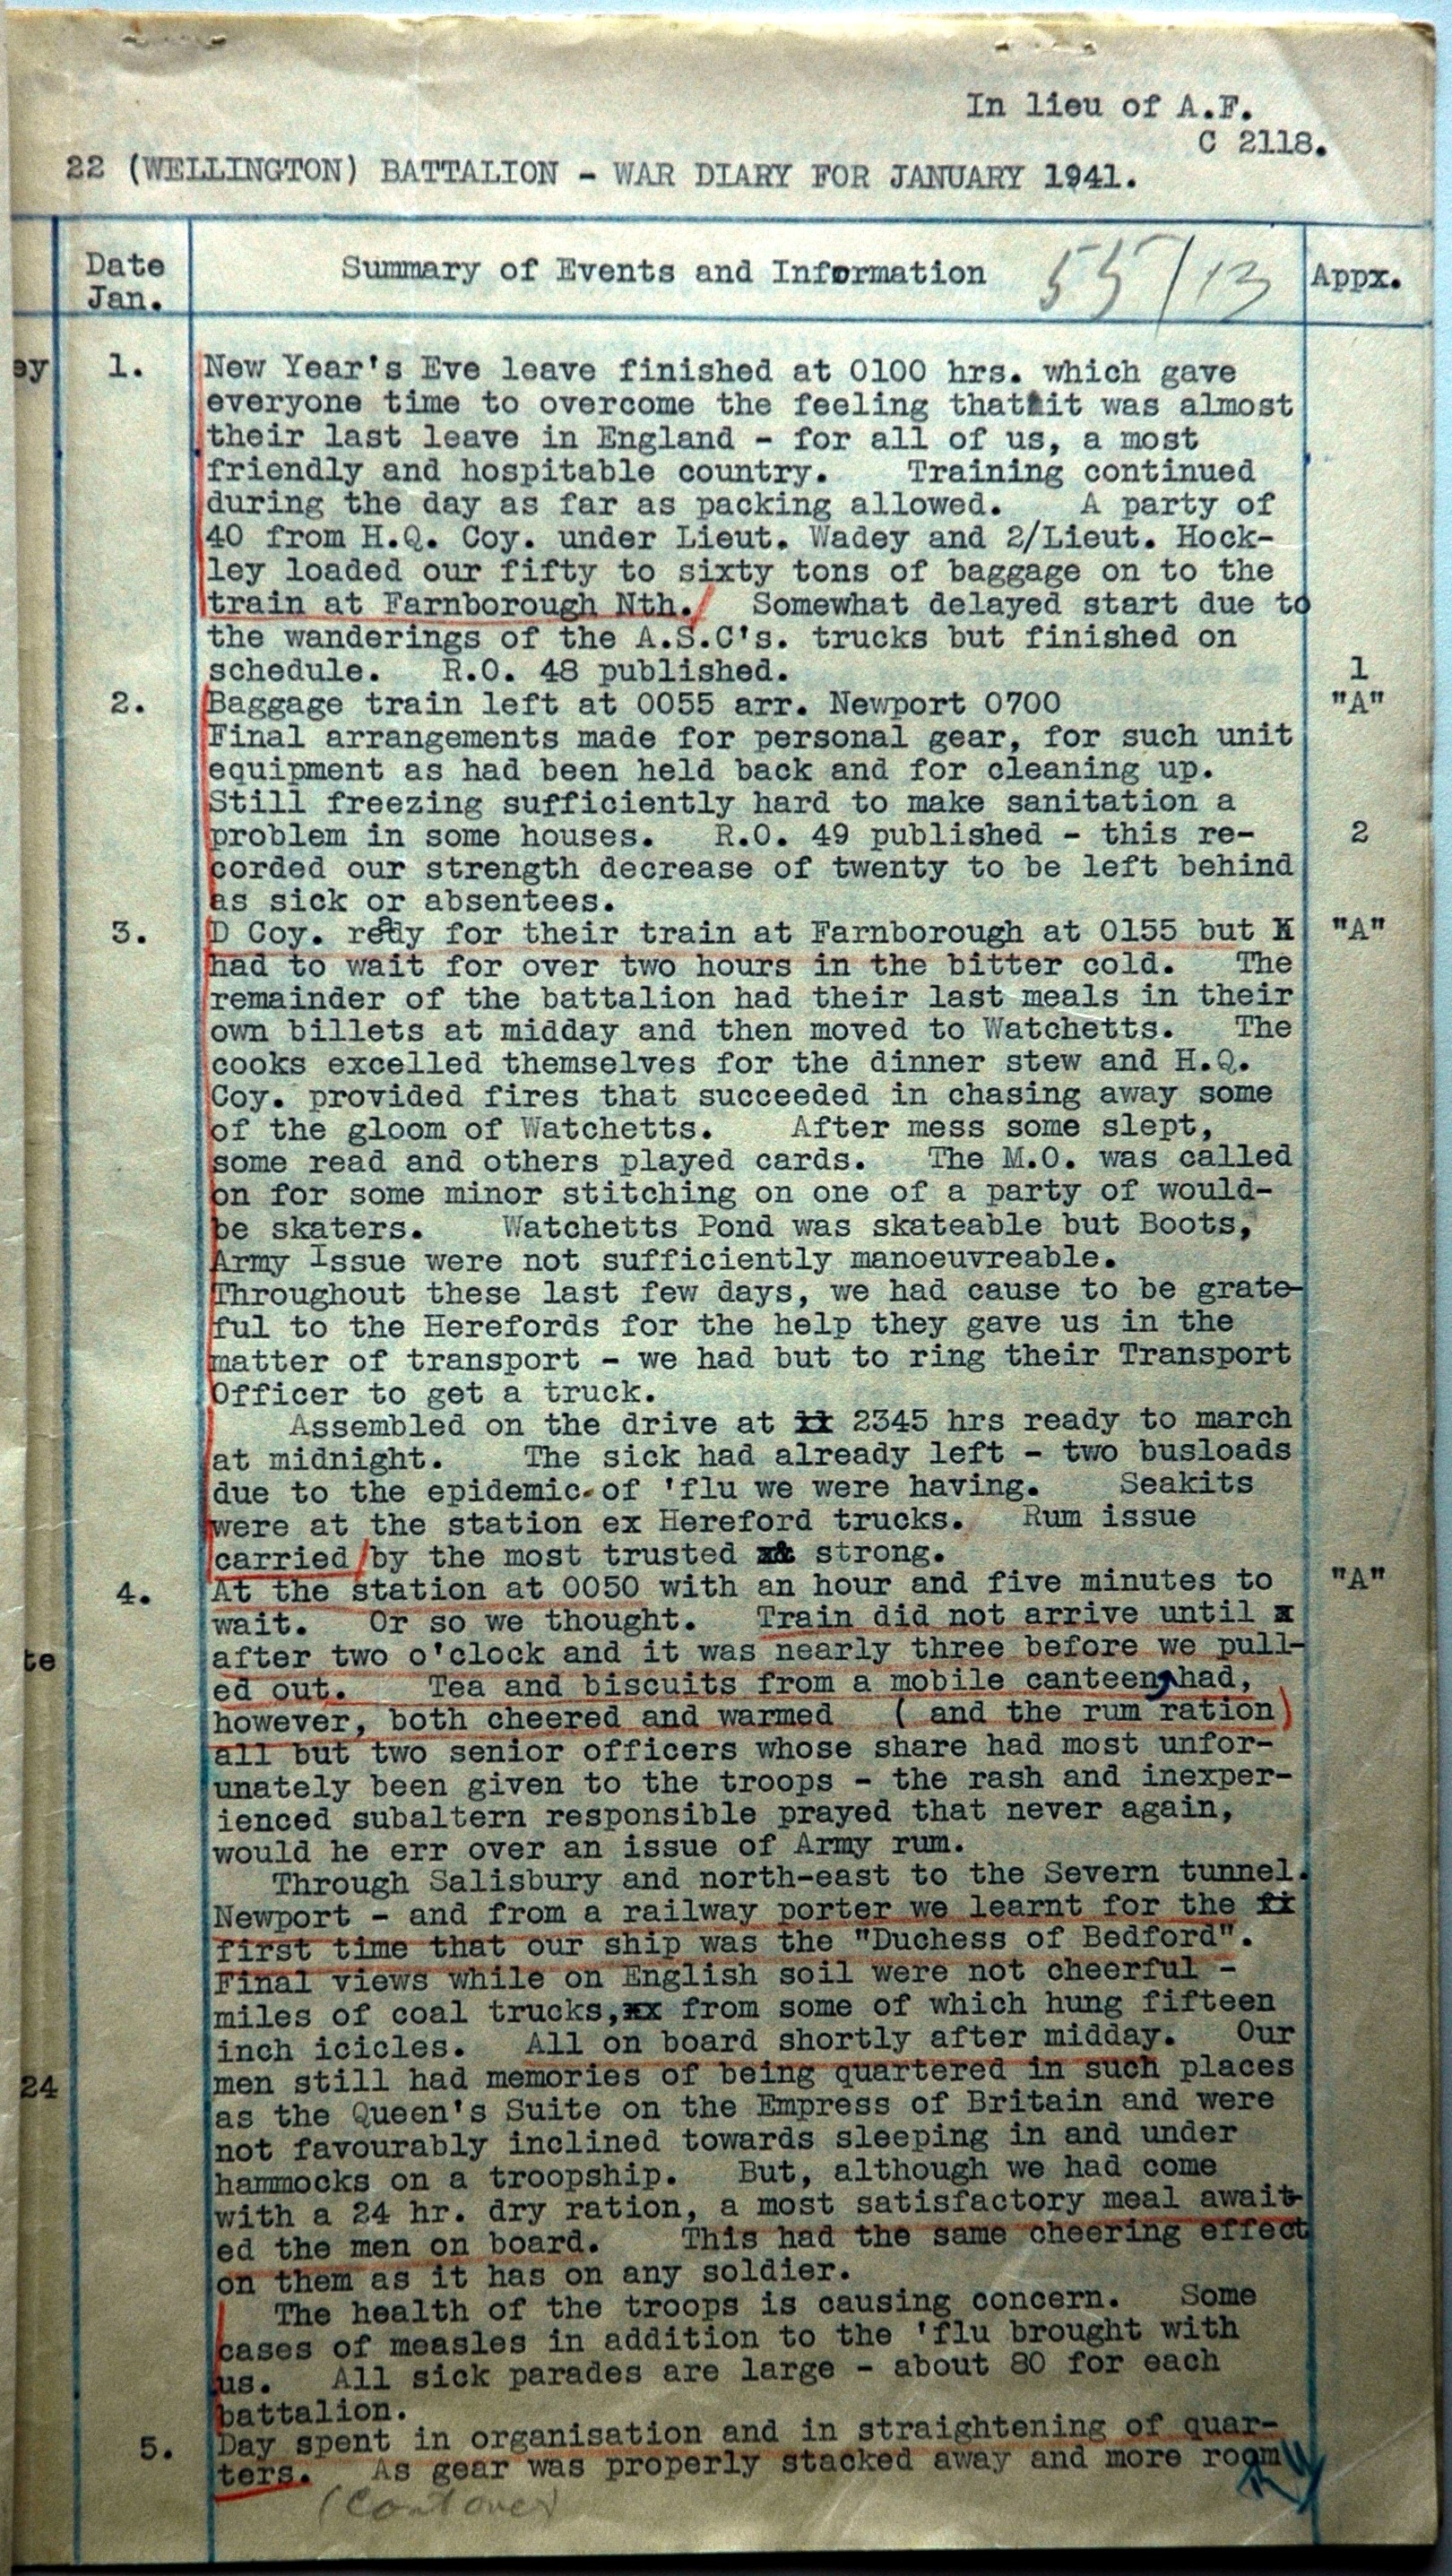 In lieu of A.F.
C 2118.
22 (WELLINGTON) BATTALION - WAR DIARY FOR JANUARY 1941.
Date
Jan.
Summary of Events and Information
55/13
Appx.
ay
1. New Year's Eve leave finished at 0100 hrs. which gave
everyone time to overcome the feeling that it was almost
their last leave in England - for all of us, a most
friendly and hospitable country. Training continued
during the day as far as packing allowed. A party of
40 from H.Q. Coy. under Lieut. Wadey and 2/Lieut. Hock-
ley loaded our fifty to sixty tons of baggage on to the
train at Farnborough Nth. Somewhat delayed start due to
the wanderings of the A.S.C's. trucks but finished on
schedule. R.O. 48 published. 1
2. Baggage train left at 0055 arr. Newport 0700 "A"
Final arrangements made for personal gear, for such unit
equipment as had been held back and for cleaning up.
Still freezing sufficiently hard to make sanitation a
problem in some houses. R.O. 49 published - this re- 2
corded our strength decrease of twenty to be left behind
as sick or absentees.
3. D Coy. redy for their train at Farnborough at 0155 but "A"
had to wait for over two hours in the bitter cold. The
remainder of the battalion had their last meals in their
own billets at midday and then moved to Watchetts. The
cooks excelled themselves for the dinner stew and H.Q.
Coy. provided fires that succeeded in chasing away some
of the gloom of Watchetts. After mess some slept,
some read and others played cards. The M.O. was called
on for some minor stitching on one of a party of would-
be skaters. Watchetts Pond was skateable but Boots,
Army Issue were not sufficiently manoeuvreable.
Throughout these last few days, we had cause to be grate-
ful to the Herefords for the help they gave us in the
matter of transport - we had but to ring their Transport
Officer to get a truck.
Assembled on the drive at 2345 hrs ready to march
at midnight. The sick had already left - two busloads
due to the epidemic of 'flu we were having. Seakits
were at the station ex Hereford trucks. Rum issue
carried by the most trusted & strong.
4. At the station at 0050 with an hour and five minutes to "A"
wait. Or so we thought. Train did not arrive until
te
after two o'clock and it was nearly three before we pull-
ed out. Tea and biscuits from a mobile canteen, had,
however, both cheered and warmed ( and the rum ration)
all but two senior officers whose share had most unfor-
unately been given to the troops - the rash and inexper-
ienced subaltern responsible prayed that never again,
would he err over an issue of Army rum.
Through Salisbury and north-east to the Severn tunnel.
Newport - and from a railway porter we learnt for the
first time that our ship was the "Duchess of Bedford".
Final views while on English soil were not cheerful -
miles of coal trucks, from some of which hung fifteen
inch icicles. All on board shortly after midday. Our
24
men still had memories of being quartered in such places
as the Queen's Suite on the Empress of Britain and were
not favourably inclined towards sleeping in and under
hammocks on a troopship. But, although we had come
with a 24 hr. dry ration, a most satisfactory meal await-
ed the men on board. This had the same cheering effect
on them as it has on any soldier.
The health of the troops is causing concern. Some
cases of measles in addition to the 'flu brought with
us. All sick parades are large - about 80 for each
battalion.
5. Day spent in organisation and in straightening of quar-
ters. As gear was properly stacked away and more room
(Cont over)